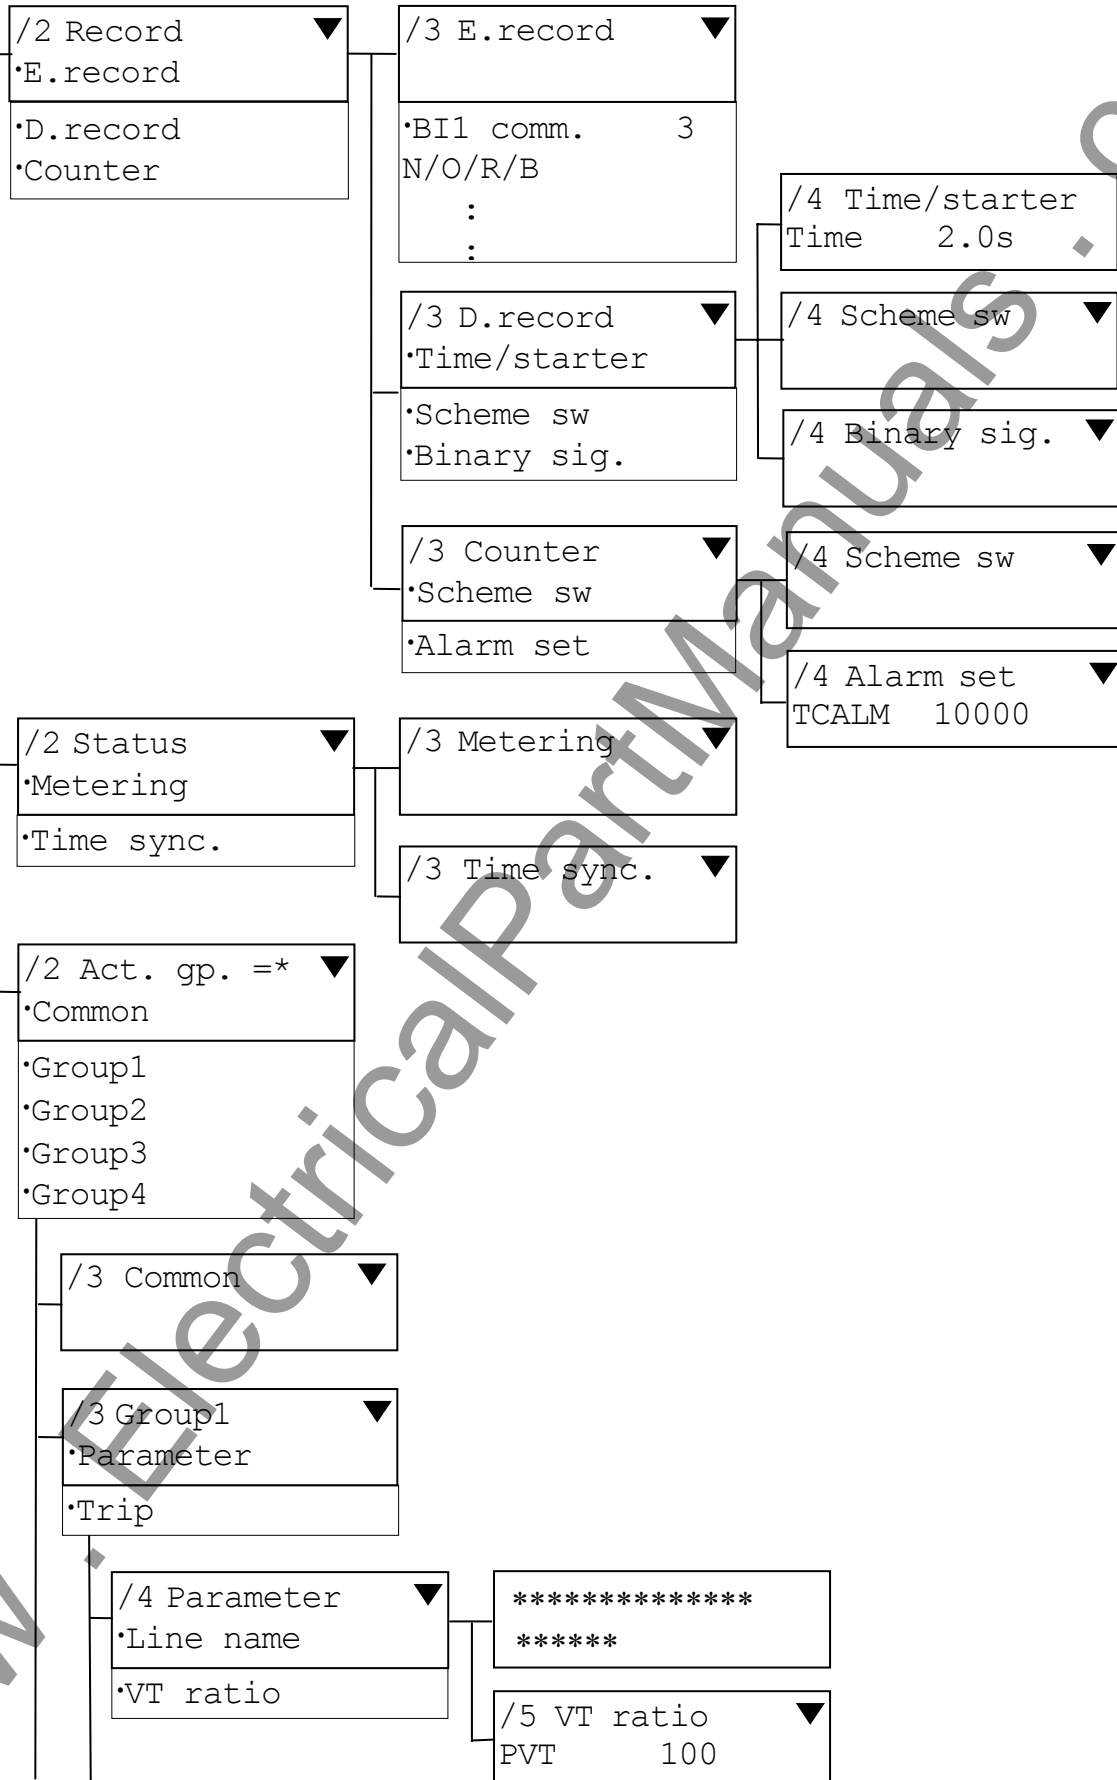 /2 Record
·E.record
·D.record
·Counter
/3 E.record
·BI1 comm. 3
N/O/R/B
:
:
/3 D.record
·Time/starter
·Scheme sw
·Binary sig.
/4 Time/starter
Time 2.0s
/4 Scheme sw
/4 Binary sig.
/3 Counter
·Scheme sw
·Alarm set
/4 Scheme sw
/4 Alarm set
TCALM 10000
/2 Status
·Metering
·Time sync.
/3 Metering
/3 Time sync.
/2 Act. gp. =*
·Common
·Group1
·Group2
·Group3
·Group4
/3 Common
/3 Group1
·Parameter
·Trip
/4 Parameter
·Line name
·VT ratio
**************
******
/5 VT ratio
PVT 100
w.ElectricalPartManuals.c